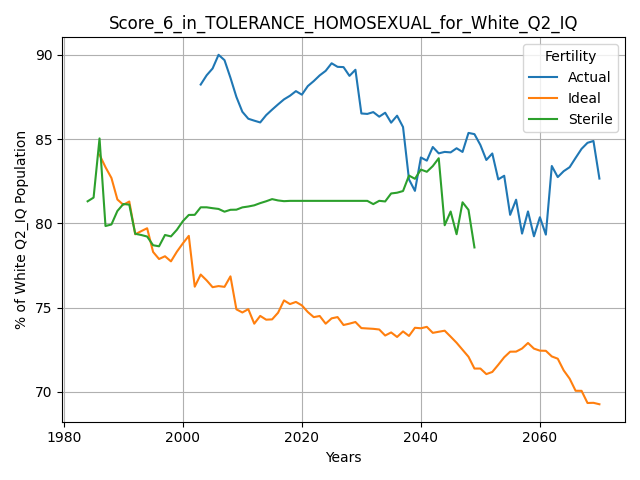 Score_6_in_TOLERANCE_HOMOSEXUAL_for_White_Q2_IQ
Fertility
Actual
Ideal
Sterile
% of White Q2_IQ Population
90
85
80
75
70
1980
2000
2020
2040
2060
Years